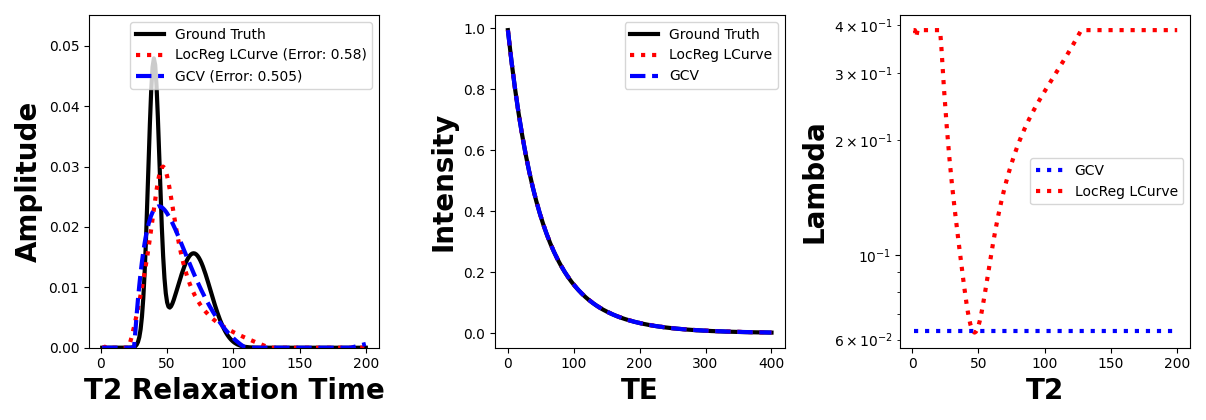 Ground Truth
LocReg LCurve (Error: 0.58)
GCV (Error: 0.505)
0.05
0.04
0.03
0.02
0.01
0.00
Amplitude
0
50
100
150
200
T2 Relaxation Time
Ground Truth
LocReg LCurve
GCV
1.0
0.8
0.6
0.4
0.2
0.0
Intensity
0
100
200
300
400
TE
4 × 10⁻¹
3 × 10⁻¹
2 × 10⁻¹
10⁻¹
6 × 10⁻²
Lambda
GCV
LocReg LCurve
0
50
100
150
200
T2